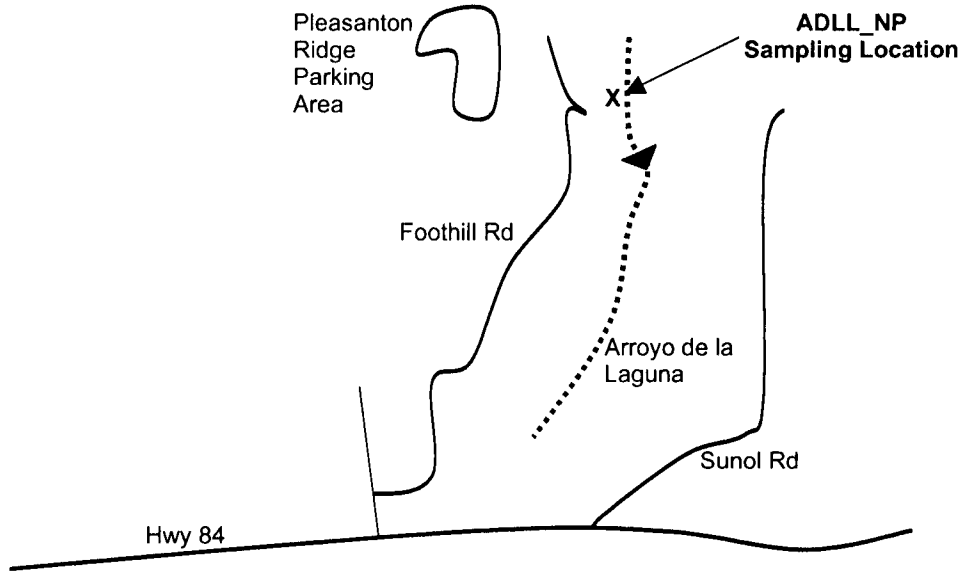 Pleasanton
Ridge
Parking
Area
ADLL_NP
Sampling Location
X
Foothill Rd
Arroyo de la
Laguna
Sunol Rd
Hwy 84